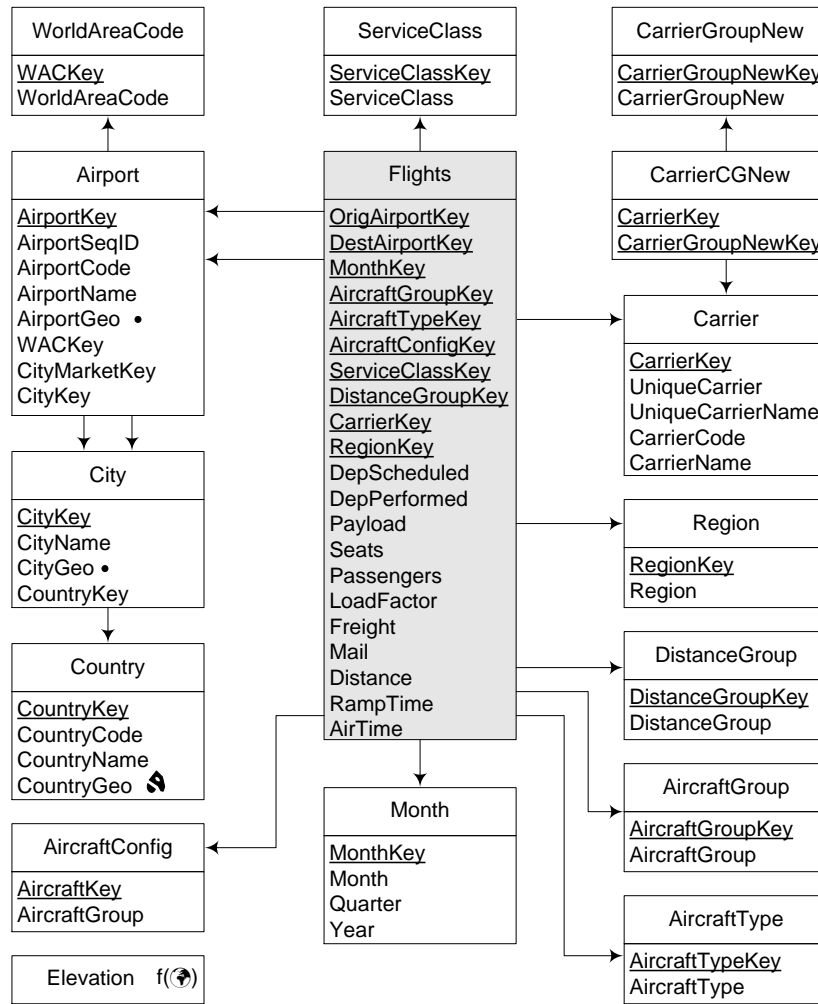 WorldAreaCode
WACKey
WorldAreaCode
ServiceClass
ServiceClassKey
ServiceClass
CarrierGroupNew
CarrierGroupNewKey
CarrierGroupNew
Airport
AirportKey
AirportSeqID
AirportCode
AirportName
AirportGeo
WACKey
CityMarketKey
CityKey
Flights
OrigAirportKey
DestAirportKey
MonthKey
AircraftGroupKey
AircraftTypeKey
AircraftConfigKey
ServiceClassKey
DistanceGroupKey
CarrierKey
RegionKey
DepScheduled
DepPerformed
Payload
Seats
Passengers
LoadFactor
Freight
Mail
Distance
RampTime
AirTime
CarrierCGNew
CarrierKey
CarrierGroupNewKey
Carrier
CarrierKey
UniqueCarrier
UniqueCarrierName
CarrierCode
CarrierName
City
CityKey
CityName
CityGeo
CountryKey
Region
RegionKey
Region
Country
CountryKey
CountryCode
CountryName
CountryGeo
DistanceGroup
DistanceGroupKey
DistanceGroup
AircraftConfig
AircraftKey
AircraftGroup
Month
MonthKey
Month
Quarter
Year
AircraftGroup
AircraftGroupKey
AircraftGroup
AircraftType
AircraftTypeKey
AircraftType
Elevation f(🌍)